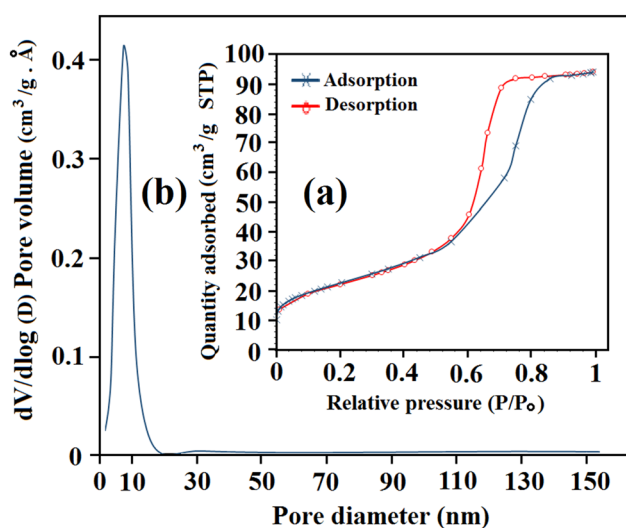 dV/dlog (D) Pore volume (cm³/g . Å)
0.4
0.3
0.2
0.1
0
0 10 30 50 70 90 110 130 150
Pore diameter (nm)
(b)
(a)
Adsorption
Desorption
Quantity adsorbed (cm³/g STP)
100
90
80
70
60
50
40
30
20
10
0
0 0.2 0.4 0.6 0.8 1
Relative pressure (P/Pₒ)